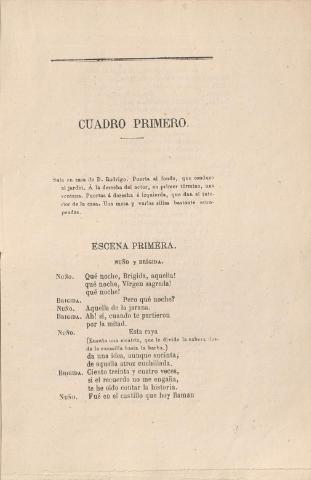 CUADRO PRIMERO.
Sala en casa de D. Rodrigo. Puerta al fondo, que conduce
al jardin. Á la derecha del actor, en primer término, una
ventana. Puertas á derecha é izquierda, que dan al inte-
rior de la casa. Una mesa y varias sillas bastante estro-
peadas.
ESCENA PRIMERA.
NUÑO y BRÍGIDA.
NUÑO. Qué noche, Brígida, aquella!
qué noche, Vírgen sagrada!
qué noche!
BRIGIDA. Pero qué noche?
NUÑO. Aquella de la jarana.
BRIGIDA. Ah! sí, cuando te partieron
por la mitad.
NUÑO. Esta raya
(Enseña una cicatriz, que le divide la cabeza des-
de la coronilla hasta la barba.)
da una idea, aunque sucinta,
de aquella atroz cuchillada.
BRIGIDA. Ciento treinta y cuatro veces,
si el recuerdo no me engaña,
te he oido contar la historia.
NUÑO. Fué en el castillo que hoy llaman